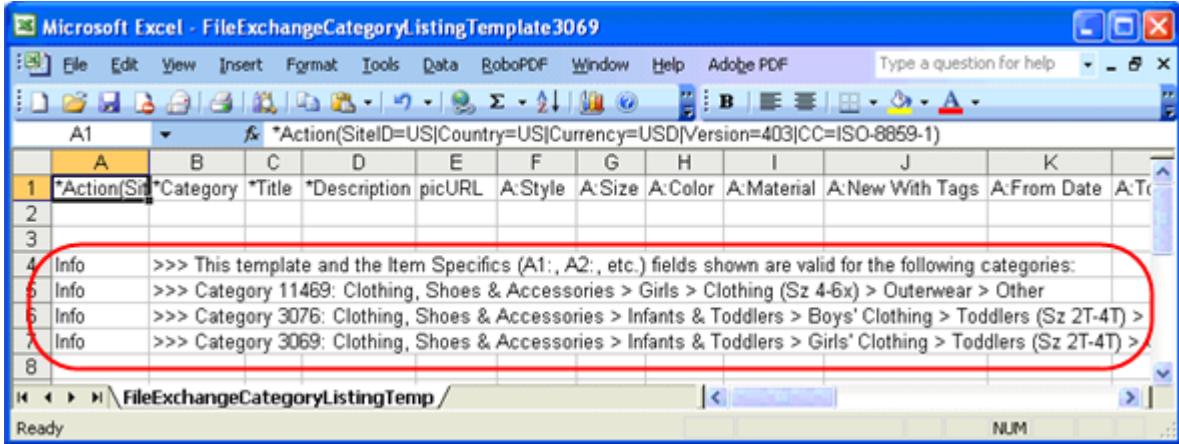 Microsoft Excel - FileExchangeCategoryListingTemplate3069
File Edit View Insert Format Tools Data RoboPDF Window Help Adobe PDF Type a question for help
B A
A1 fx *Action(SiteID=US|Country=US|Currency=USD|Version=403|CC=ISO-8859-1)
A B C D E F G H I J K
1 *Action(Sit *Category *Title *Description picURL A:Style A:Size A:Color A:Material A:New With Tags A:From Date A:To
2
3
4 Info >>> This template and the Item Specifics (A1:, A2:, etc.) fields shown are valid for the following categories:
5 Info >>> Category 11469: Clothing, Shoes & Accessories > Girls > Clothing (Sz 4-6x) > Outerwear > Other
6 Info >>> Category 3076: Clothing, Shoes & Accessories > Infants & Toddlers > Boys' Clothing > Toddlers (Sz 2T-4T) >
7 Info >>> Category 3069: Clothing, Shoes & Accessories > Infants & Toddlers > Girls' Clothing > Toddlers (Sz 2T-4T) >
8
FileExchangeCategoryListingTemp
Ready NUM